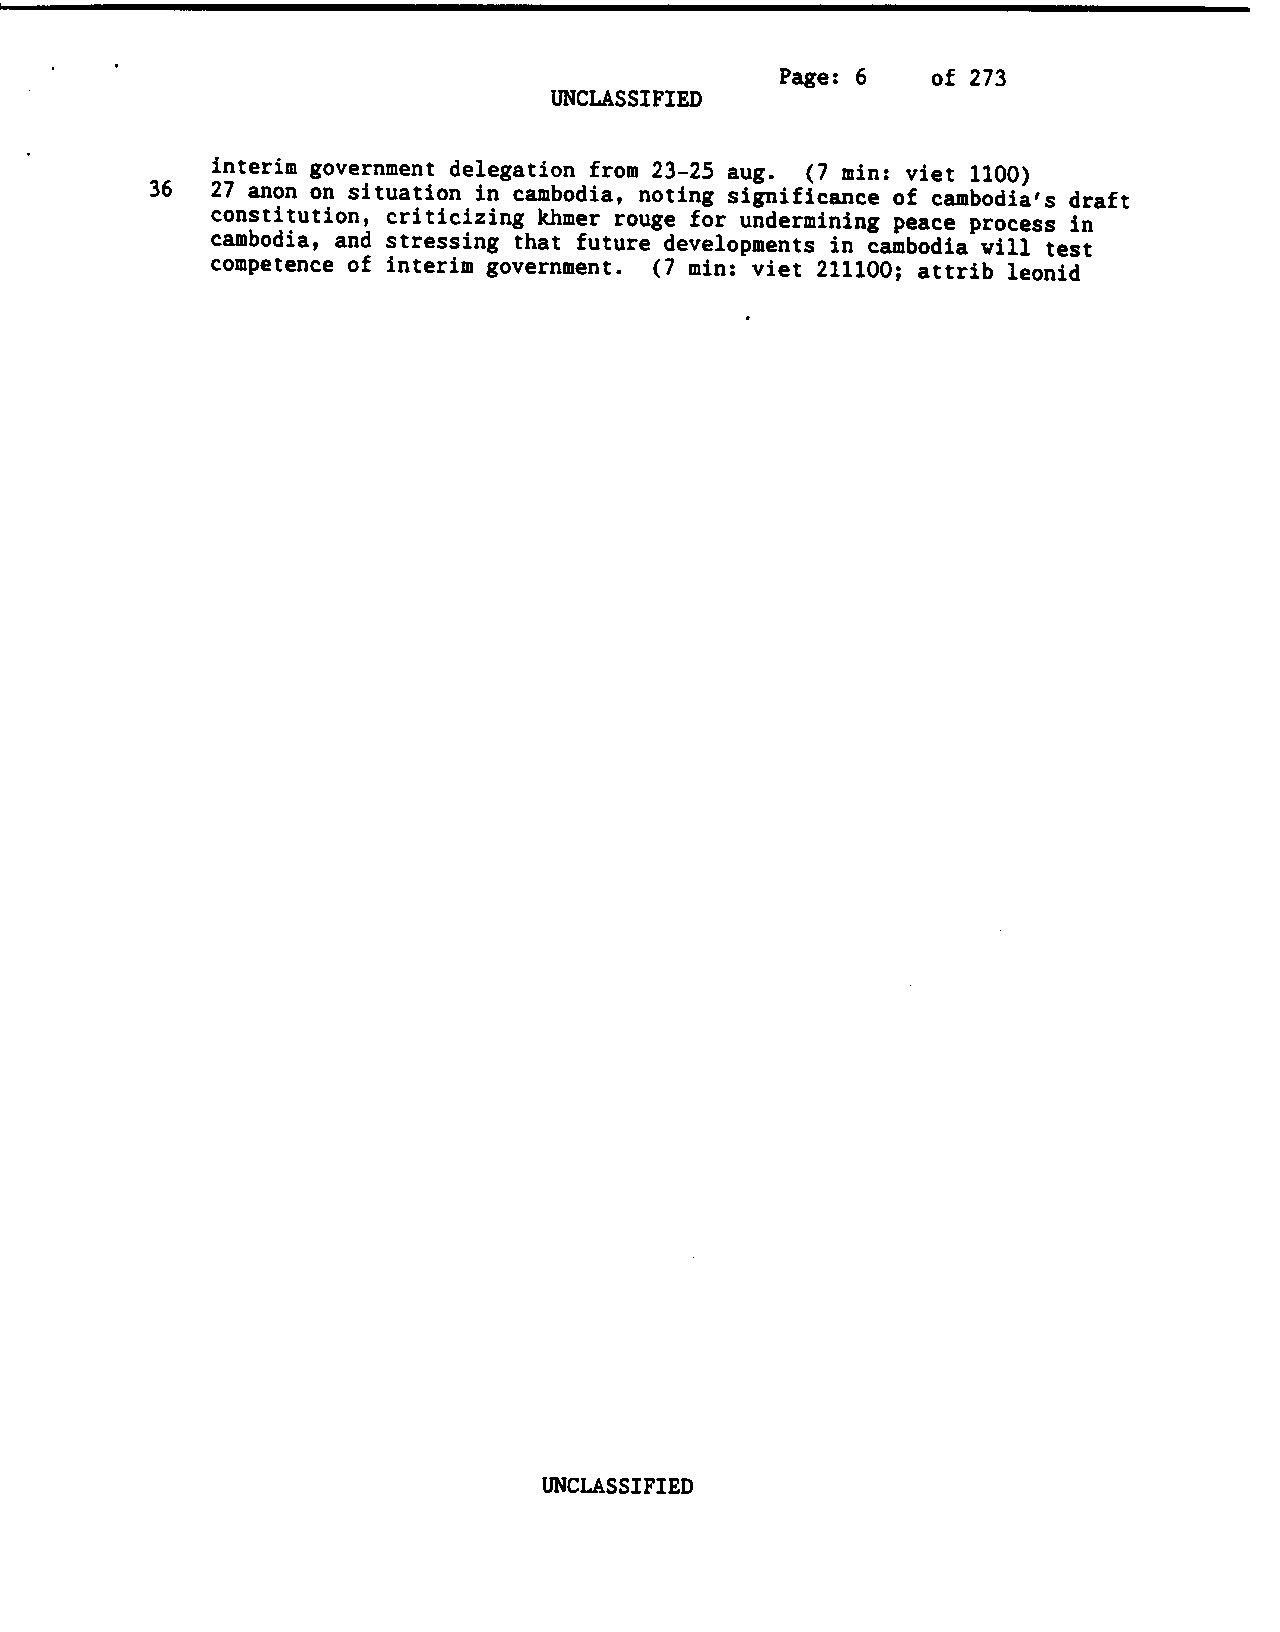 Page: 6 of 273
UNCLASSIFIED
interim government delegation from 23-25 aug. (7 min: viet 1100)
36 27 anon on situation in cambodia, noting significance of cambodia's draft
constitution, criticizing khmer rouge for undermining peace process in
cambodia, and stressing that future developments in cambodia will test
competence of interim government. (7 min: viet 211100; attrib leonid
UNCLASSIFIED